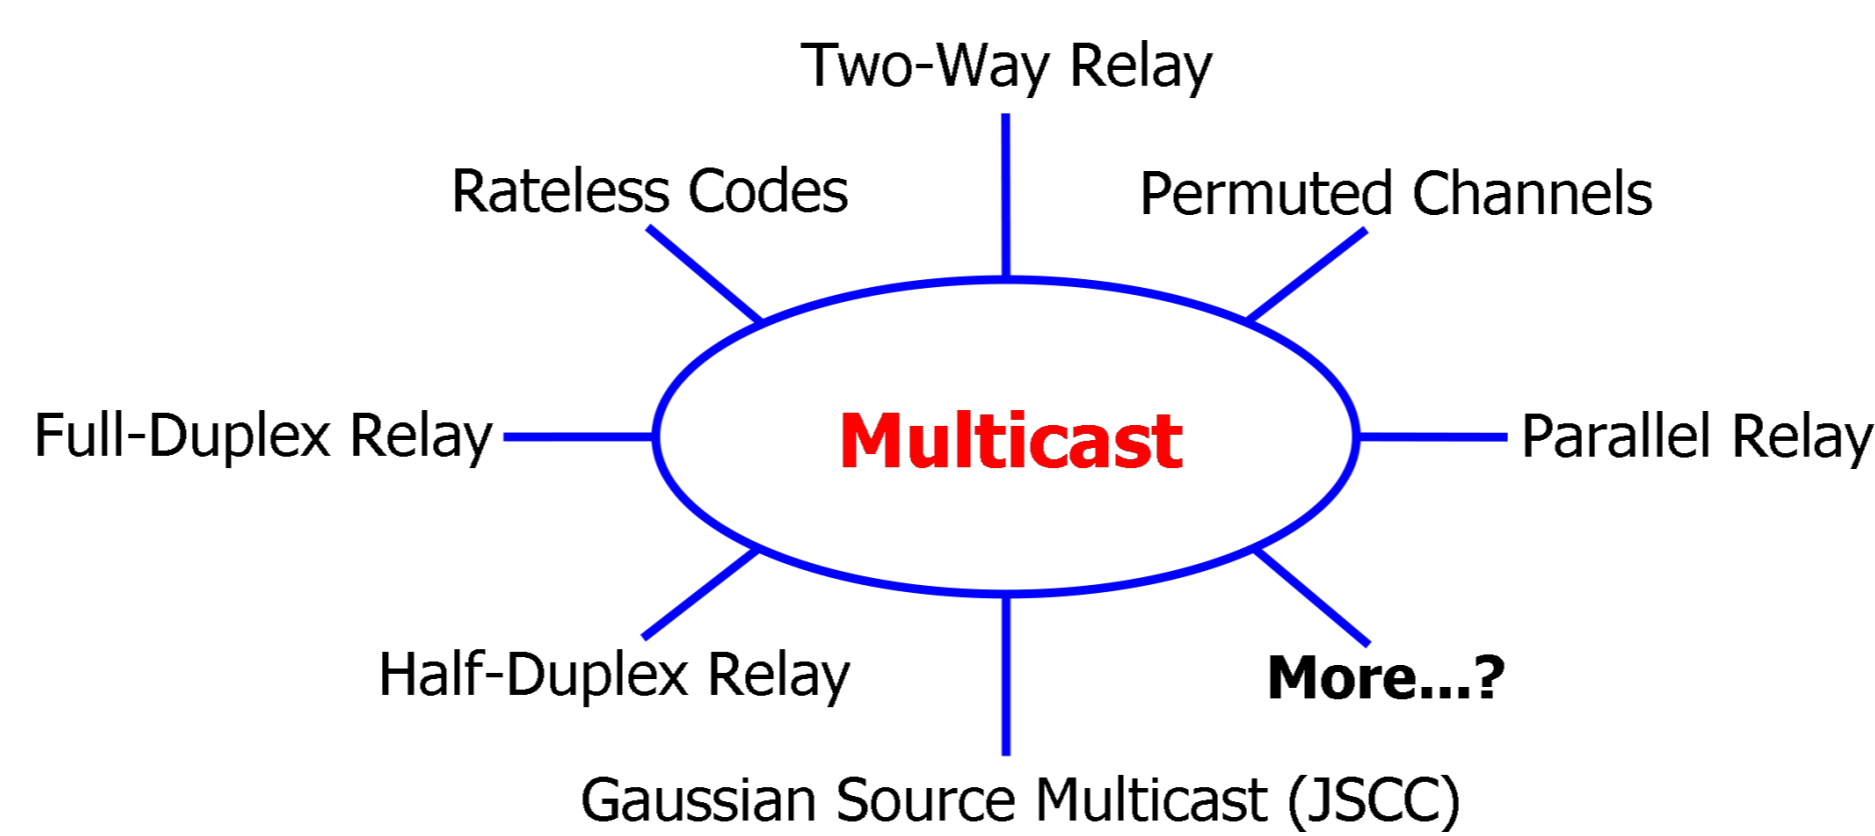 Two-Way Relay
Rateless Codes
Permuted Channels
Full-Duplex Relay
Multicast
Parallel Relay
Half-Duplex Relay
More...?
Gaussian Source Multicast (JSCC)